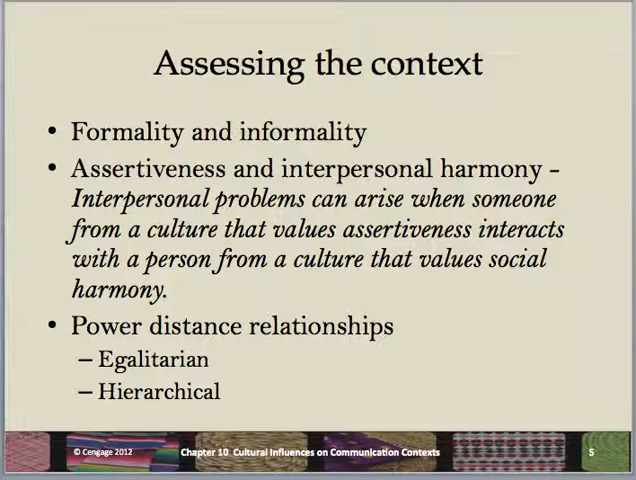 Assessing the context
• Formality and informality
• Assertiveness and interpersonal harmony –
Interpersonal problems can arise when someone
from a culture that values assertiveness interacts
with a person from a culture that values social
harmony.
• Power distance relationships
– Egalitarian
– Hierarchical
© Cengage 2012 Chapter 10 Cultural Influences on Communication Contexts 5